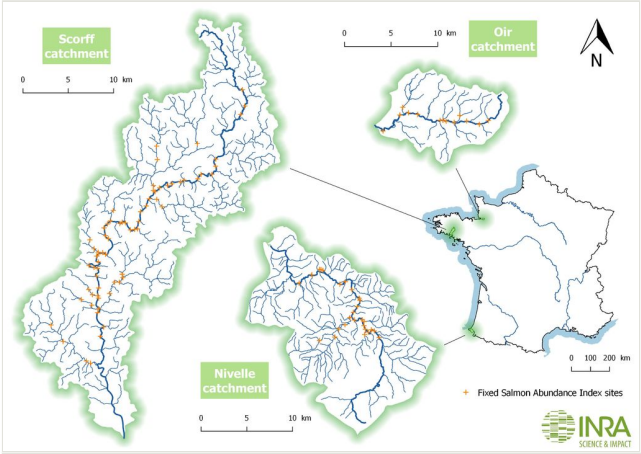 Scorff
catchment
0 5 10 km
Oir
catchment
0 5 10 km
N
Nivelle
catchment
0 5 10 km
0 100 200 km
+ Fixed Salmon Abundance Index sites
INRA
SCIENCE & IMPACT